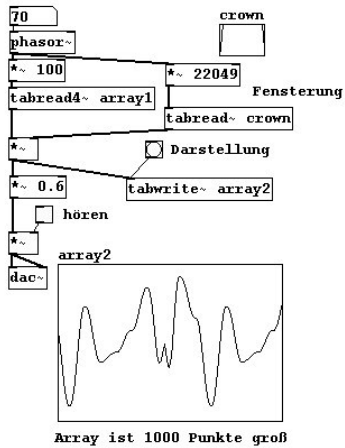 70
crown
phasor~
*~ 100
*~ 22049
Fensterung
tabread4~ array1
tabread~ crown
*~
Darstellung
*~ 0.6
tabwrite~ array2
hören
*~
array2
dac~
Array ist 1000 Punkte groß